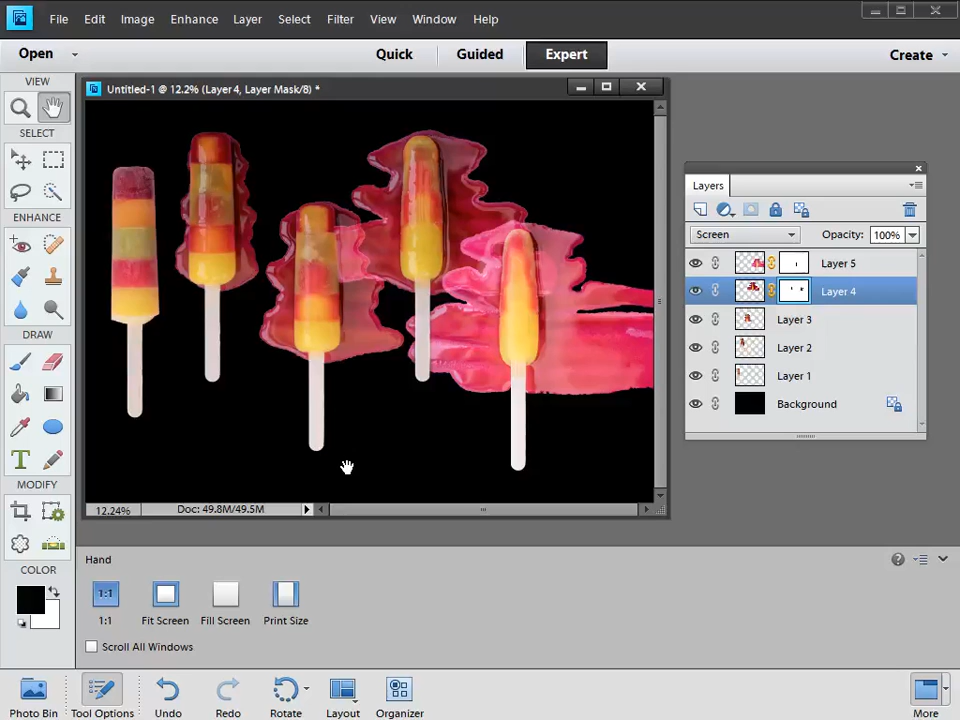 File Edit Image Enhance Layer Select Filter View Window Help
Open Quick Guided Expert Create
VIEW
Untitled-1 @ 12.2% (Layer 4, Layer Mask/8) *
SELECT
Layers
ENHANCE
Screen Opacity: 100%
Layer 5
Layer 4
Layer 3
DRAW
Layer 2
Layer 1
Background
T
MODIFY
12.24% Doc: 49.8M/49.5M
Hand
COLOR
1:1
1:1 Fit Screen Fill Screen Print Size
Scroll All Windows
Photo Bin Tool Options Undo Redo Rotate Layout Organizer More